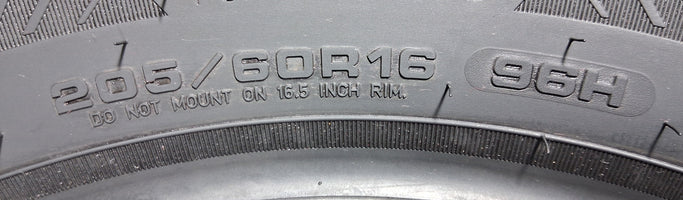 205/60R16 96H
DO NOT MOUNT ON 16.5 INCH RIM.